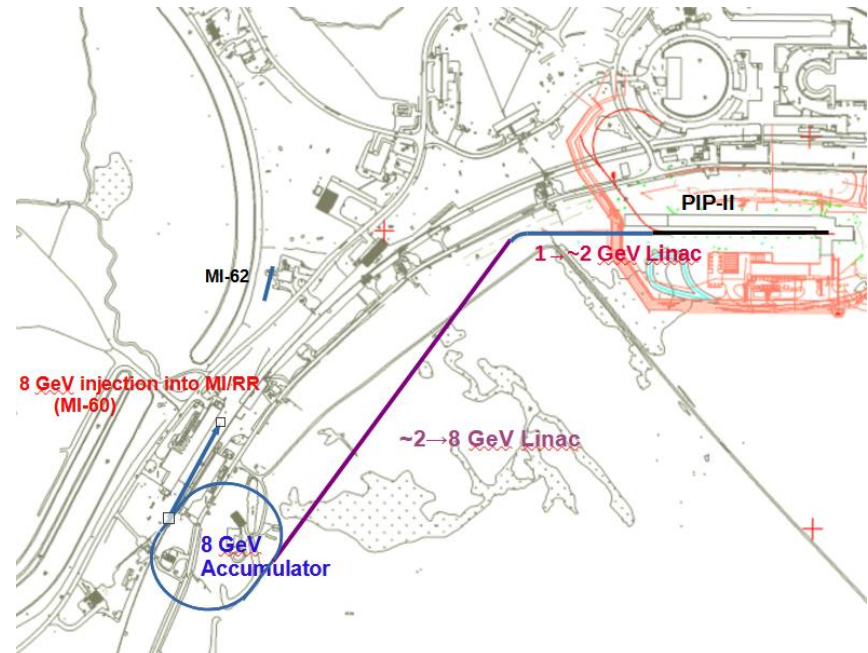 PIP-II
1→~2 GeV Linac
MI-62
8 GeV injection into MI/RR
(MI-60)
~2→8 GeV Linac
8 GeV
Accumulator